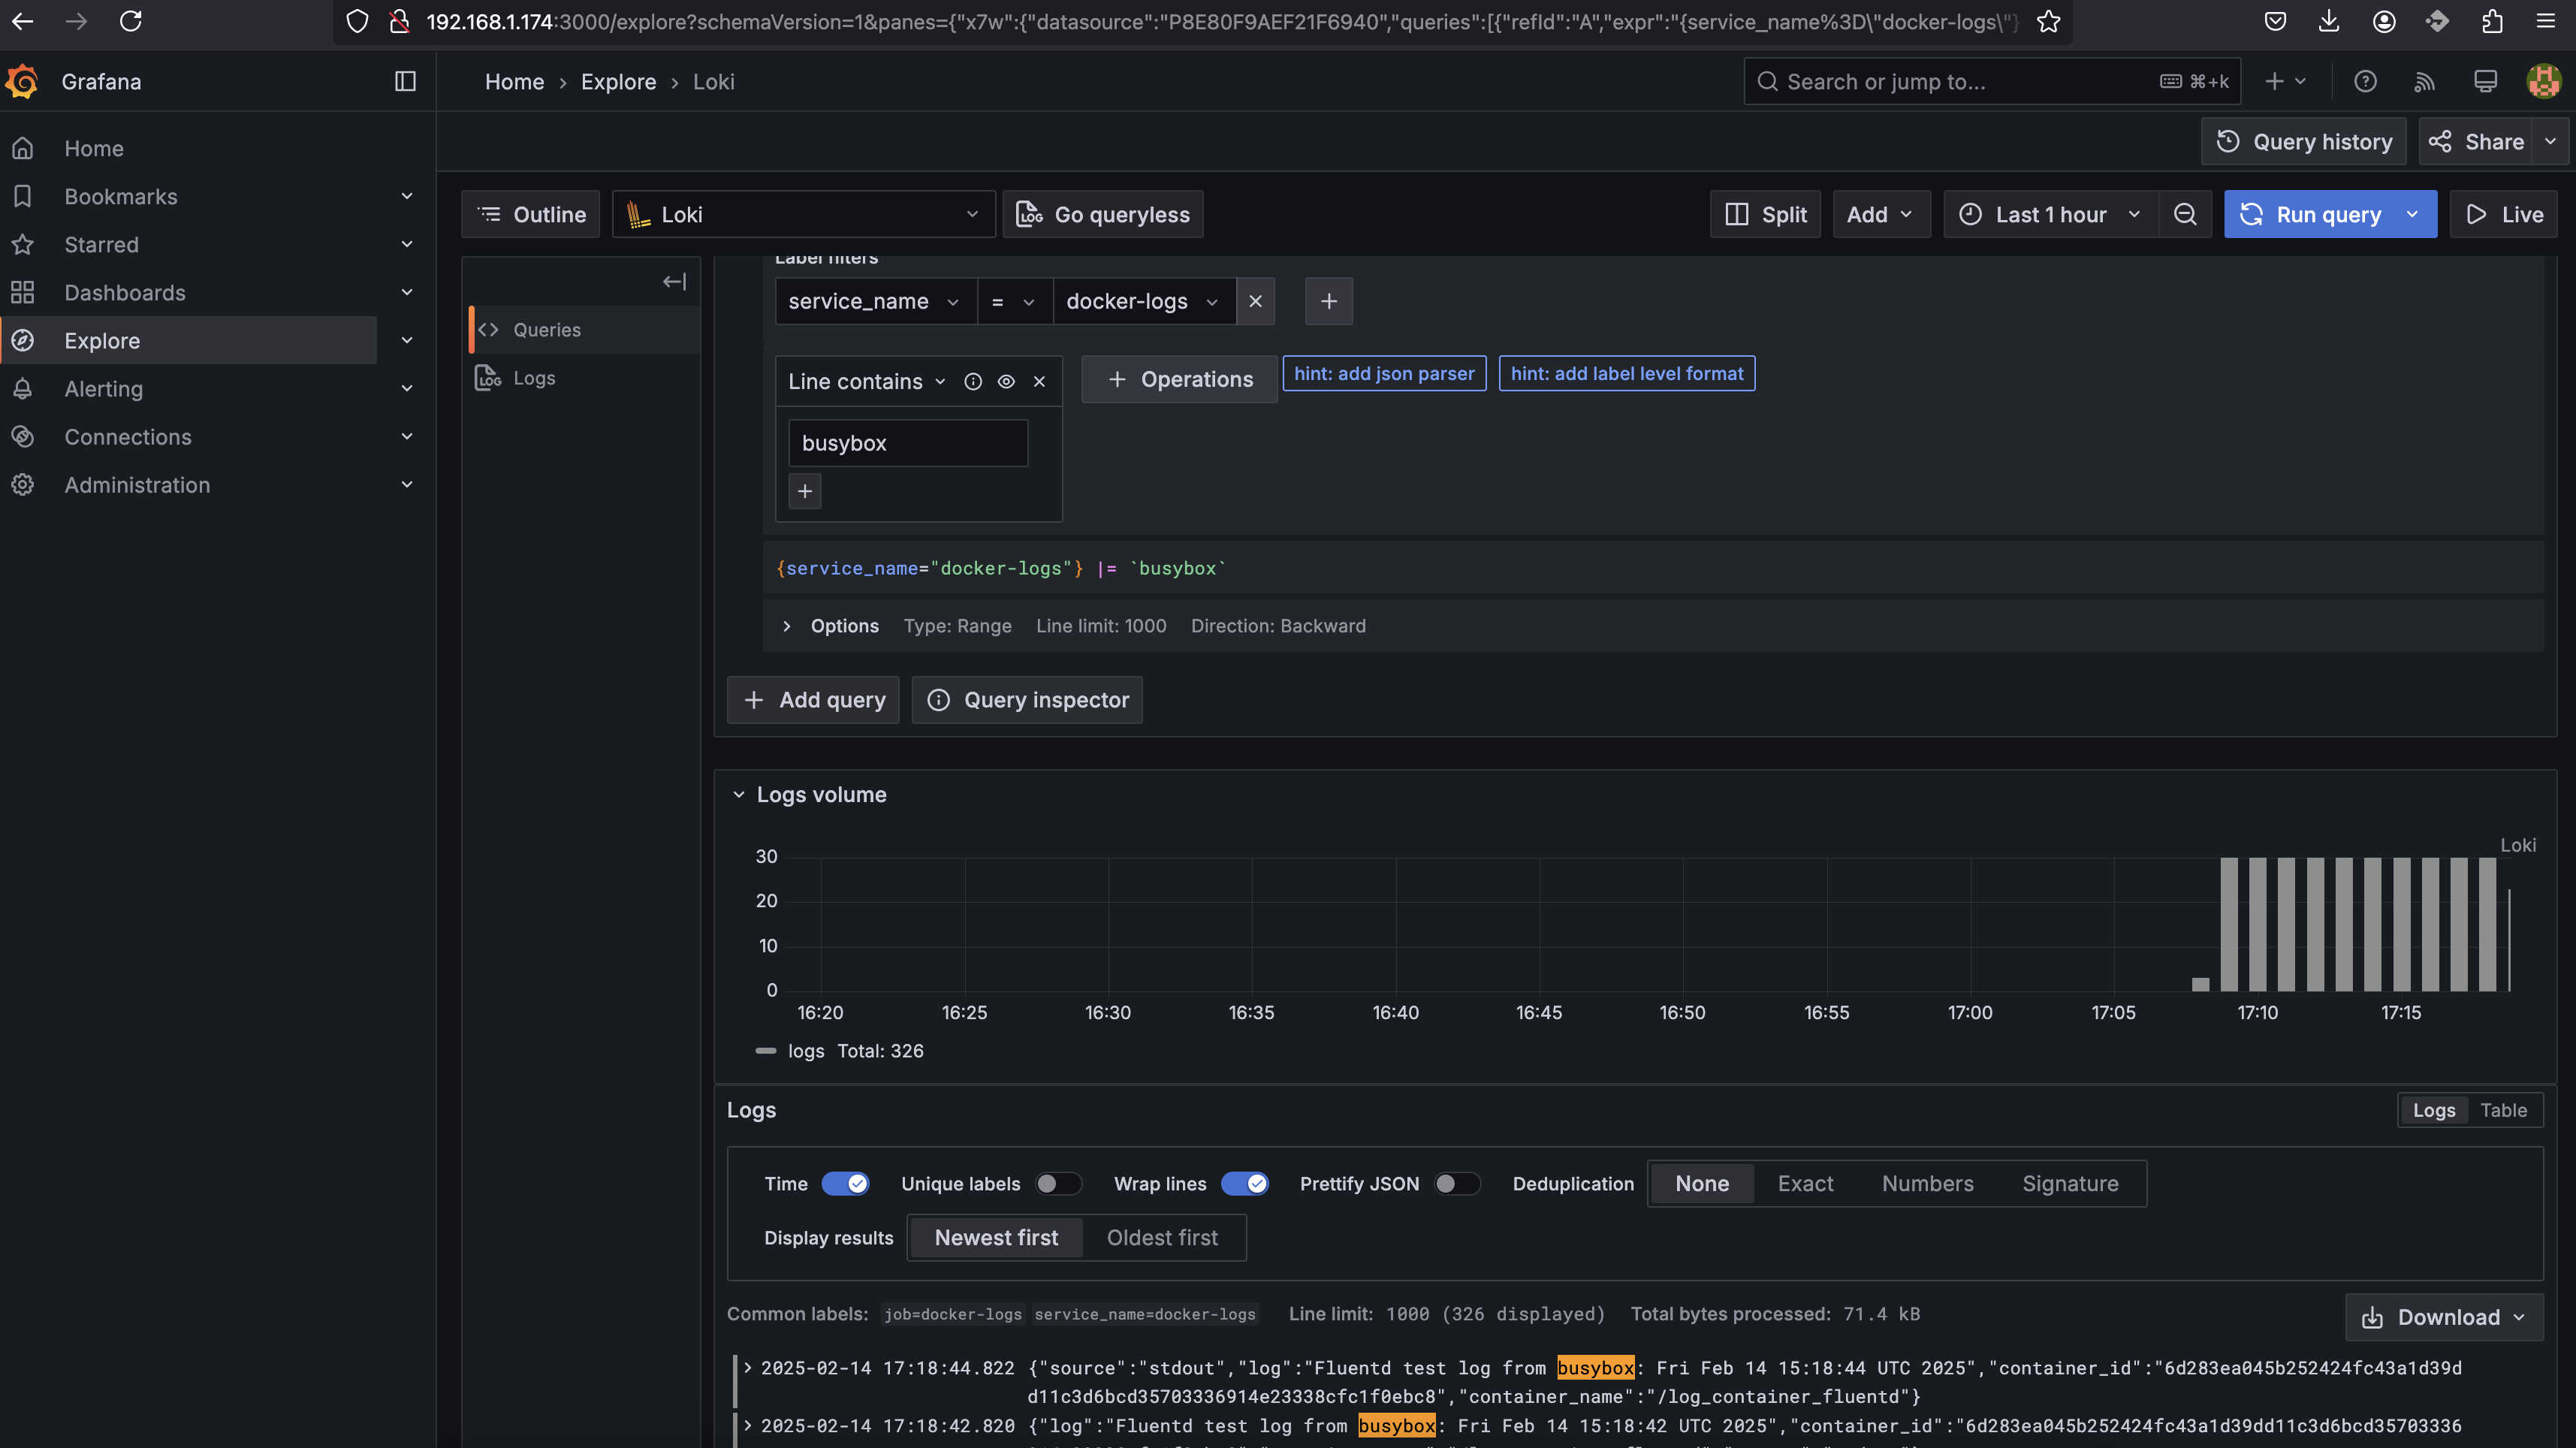 192.168.1.174:3000/explore?schemaVersion=1&panes={"x7w":{"datasource":"P8E80F9AEF21F6940","queries":[{"refId":"A","expr":"{service_name%3D\"docker-logs\"}
Grafana
Home › Explore › Loki
Search or jump to... ⌘+k
Query history Share
Home
Bookmarks
Starred
Dashboards
Explore
Alerting
Connections
Administration
Outline Loki Go queryless Split Add Last 1 hour Run query Live
Queries
Logs
Label filters
service_name = docker-logs
Line contains Operations hint: add json parser hint: add label level format
busybox
{service_name="docker-logs"} |= `busybox`
Options Type: Range Line limit: 1000 Direction: Backward
Add query Query inspector
Logs volume
Loki
30
20
10
0
16:20 16:25 16:30 16:35 16:40 16:45 16:50 16:55 17:00 17:05 17:10 17:15
logs Total: 326
Logs Logs Table
Time Unique labels Wrap lines Prettify JSON Deduplication None Exact Numbers Signature
Display results Newest first Oldest first
Common labels: job=docker-logs service_name=docker-logs Line limit: 1000 (326 displayed) Total bytes processed: 71.4 kB Download
2025-02-14 17:18:44.822 {"source":"stdout","log":"Fluentd test log from busybox: Fri Feb 14 15:18:44 UTC 2025","container_id":"6d283ea045b252424fc43a1d39d
d11c3d6bcd35703336914e23338cfc1f0ebc8","container_name":"/log_container_fluentd"}
2025-02-14 17:18:42.820 {"log":"Fluentd test log from busybox: Fri Feb 14 15:18:42 UTC 2025","container_id":"6d283ea045b252424fc43a1d39dd11c3d6bcd35703336